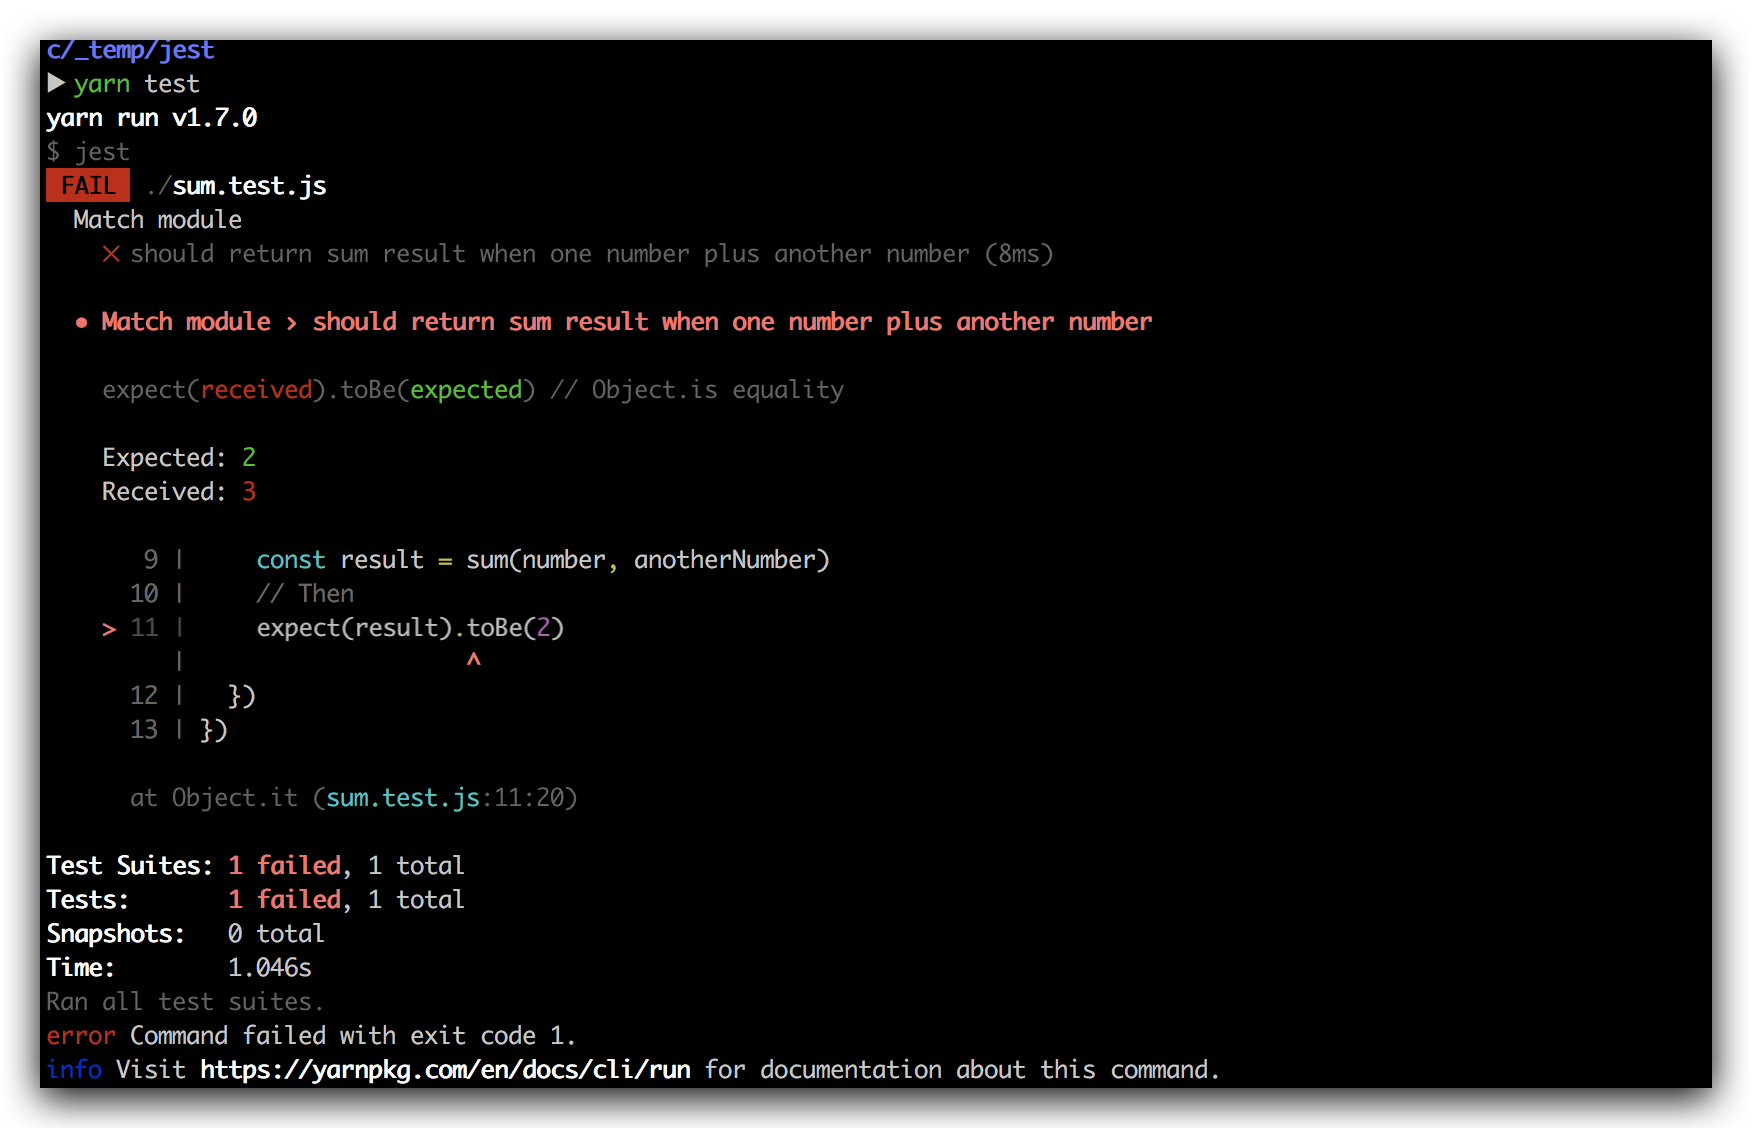 c/_temp/jest
▶ yarn test
yarn run v1.7.0
$ jest
FAIL ./sum.test.js
Match module
✕ should return sum result when one number plus another number (8ms)
● Match module › should return sum result when one number plus another number
expect(received).toBe(expected) // Object.is equality
Expected: 2
Received: 3
9 |     const result = sum(number, anotherNumber)
10 |     // Then
> 11 |     expect(result).toBe(2)
|                    ^
12 |   })
13 | })
at Object.it (sum.test.js:11:20)
Test Suites: 1 failed, 1 total
Tests:       1 failed, 1 total
Snapshots:   0 total
Time:        1.046s
Ran all test suites.
error Command failed with exit code 1.
info Visit https://yarnpkg.com/en/docs/cli/run for documentation about this command.